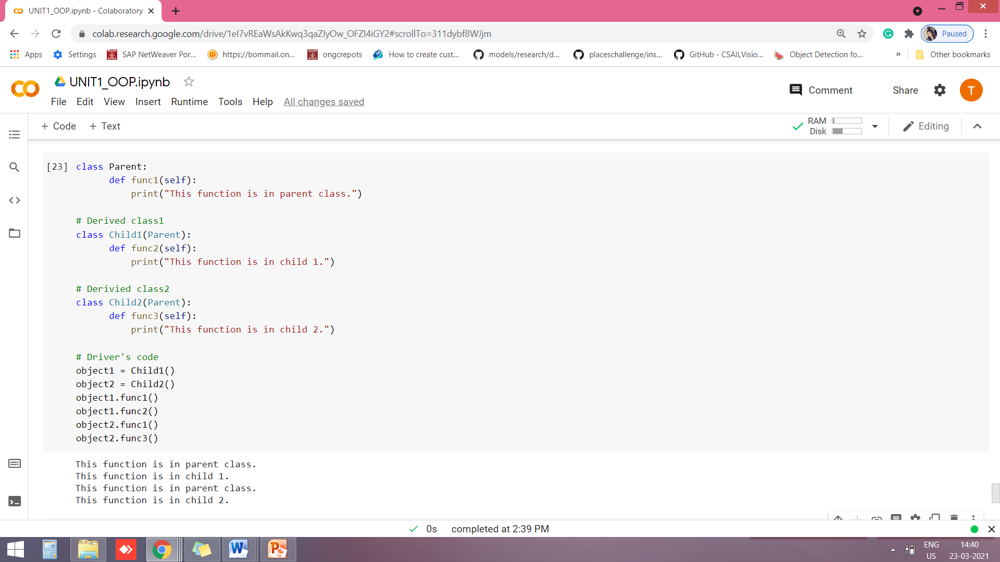 UNIT1_OOP.ipynb - Colaboratory
colab.research.google.com/drive/1eI7vREaWsAkKwq3qaZIyOw_OFZI4iGY2#scrollTo=311dybf8WJjm
Paused
Apps Settings SAP NetWeaver Por... https://bommail.on... ongcrepots How to create cust... models/research/d... placeschallenge/ins... GitHub - CSAILVisio... Object Detection fo... » Other bookmarks
UNIT1_OOP.ipynb
Comment Share T
File Edit View Insert Runtime Tools Help All changes saved
+ Code + Text
RAM
Disk
Editing
[23] class Parent:
      def func1(self):
          print("This function is in parent class.")
# Derived class1
class Child1(Parent):
      def func2(self):
          print("This function is in child 1.")
# Derivied class2
class Child2(Parent):
      def func3(self):
          print("This function is in child 2.")
# Driver's code
object1 = Child1()
object2 = Child2()
object1.func1()
object1.func2()
object2.func1()
object2.func3()
This function is in parent class.
This function is in child 1.
This function is in parent class.
This function is in child 2.
0s completed at 2:39 PM
ENG 14:40
US 23-03-2021